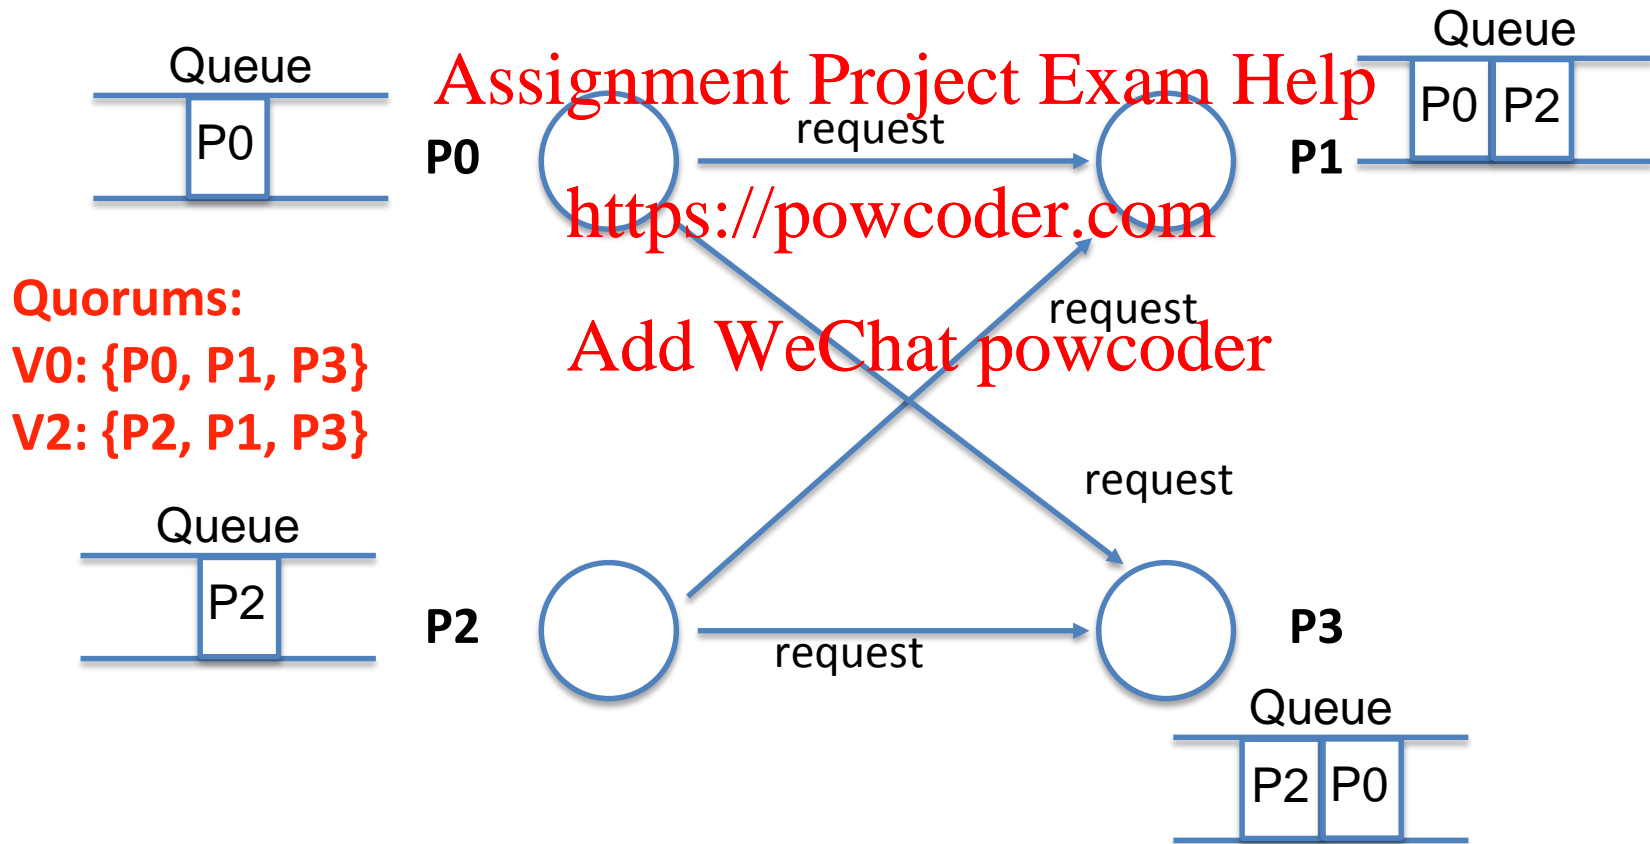 Queue
Queue
Assignment Project Exam Help
P0
P0
request
P1
P0 P2
https://powcoder.com
Quorums:
V0: {P0, P1, P3}
V2: {P2, P1, P3}
request
Add WeChat powcoder
request
Queue
P2
P2
request
P3
Queue
P2 P0